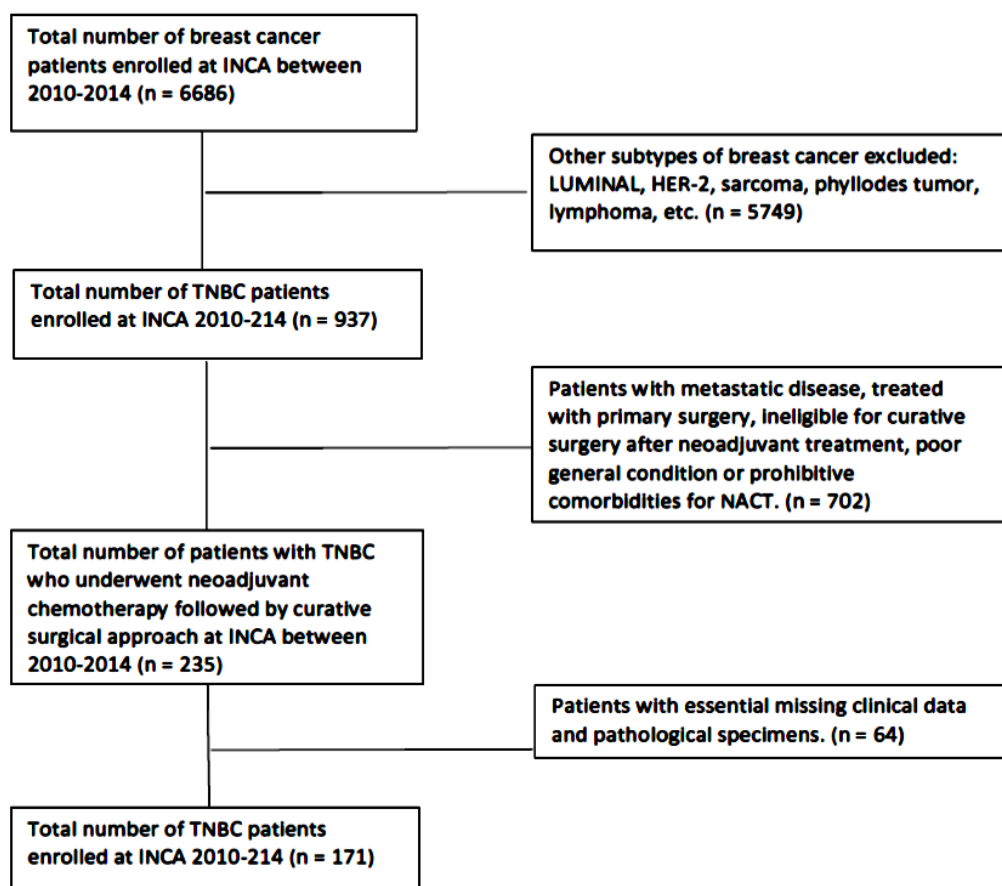 Total number of breast cancer
patients enrolled at INCA between
2010-2014 (n = 6686)
Other subtypes of breast cancer excluded:
LUMINAL, HER-2, sarcoma, phyllodes tumor,
lymphoma, etc. (n = 5749)
Total number of TNBC patients
enrolled at INCA 2010-214 (n = 937)
Patients with metastatic disease, treated
with primary surgery, ineligible for curative
surgery after neoadjuvant treatment, poor
general condition or prohibitive
comorbidities for NACT. (n = 702)
Total number of patients with TNBC
who underwent neoadjuvant
chemotherapy followed by curative
surgical approach at INCA between
2010-2014 (n = 235)
Patients with essential missing clinical data
and pathological specimens. (n = 64)
Total number of TNBC patients
enrolled at INCA 2010-214 (n = 171)